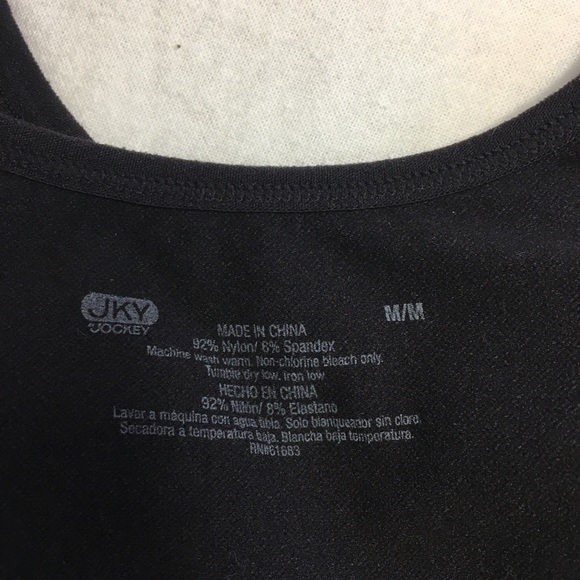 JKY
JOCKEY
M/M
MADE IN CHINA
92% Nylon/ 8% Spandex
Machine wash warm. Non-chlorine bleach only.
Tumble dry low. Iron low
HECHO EN CHINA
92% Nilón/ 8% Elastano
Lavar a máquina con agua tibia. Solo blanqueador sin cloro.
Secadora a temperatura baja. Plancha baja temperatura.
RN#61683